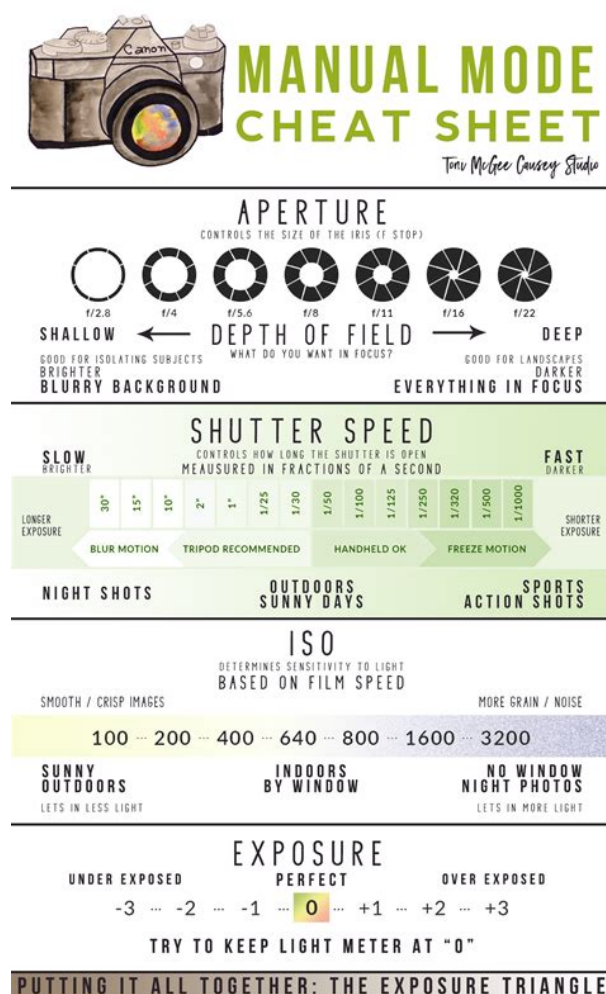 Canon
MANUAL MODE
CHEAT SHEET
Toni McGee Causey Studio
APERTURE
CONTROLS THE SIZE OF THE IRIS (F STOP)
f/2.8 f/4 f/5.6 f/8 f/11 f/16 f/22
SHALLOW DEPTH OF FIELD DEEP
WHAT DO YOU WANT IN FOCUS?
GOOD FOR ISOLATING SUBJECTS GOOD FOR LANDSCAPES
BRIGHTER DARKER
BLURRY BACKGROUND EVERYTHING IN FOCUS
SHUTTER SPEED
CONTROLS HOW LONG THE SHUTTER IS OPEN
SLOW FAST
BRIGHTER MEAUSURED IN FRACTIONS OF A SECOND DARKER
30" 15" 10" 2" 1" 1/25 1/30 1/50 1/100 1/125 1/250 1/320 1/500 1/1000
LONGER SHORTER
EXPOSURE EXPOSURE
BLUR MOTION TRIPOD RECOMMENDED HANDHELD OK FREEZE MOTION
NIGHT SHOTS OUTDOORS SPORTS
SUNNY DAYS ACTION SHOTS
ISO
DETERMINES SENSITIVITY TO LIGHT
BASED ON FILM SPEED
SMOOTH / CRISP IMAGES MORE GRAIN / NOISE
100 ... 200 ... 400 ... 640 ... 800 ... 1600 ... 3200
SUNNY INDOORS NO WINDOW
OUTDOORS BY WINDOW NIGHT PHOTOS
LETS IN LESS LIGHT LETS IN MORE LIGHT
EXPOSURE
UNDER EXPOSED PERFECT OVER EXPOSED
-3 ... -2 ... -1 ... 0 ... +1 ... +2 ... +3
TRY TO KEEP LIGHT METER AT "0"
PUTTING IT ALL TOGETHER: THE EXPOSURE TRIANGLE